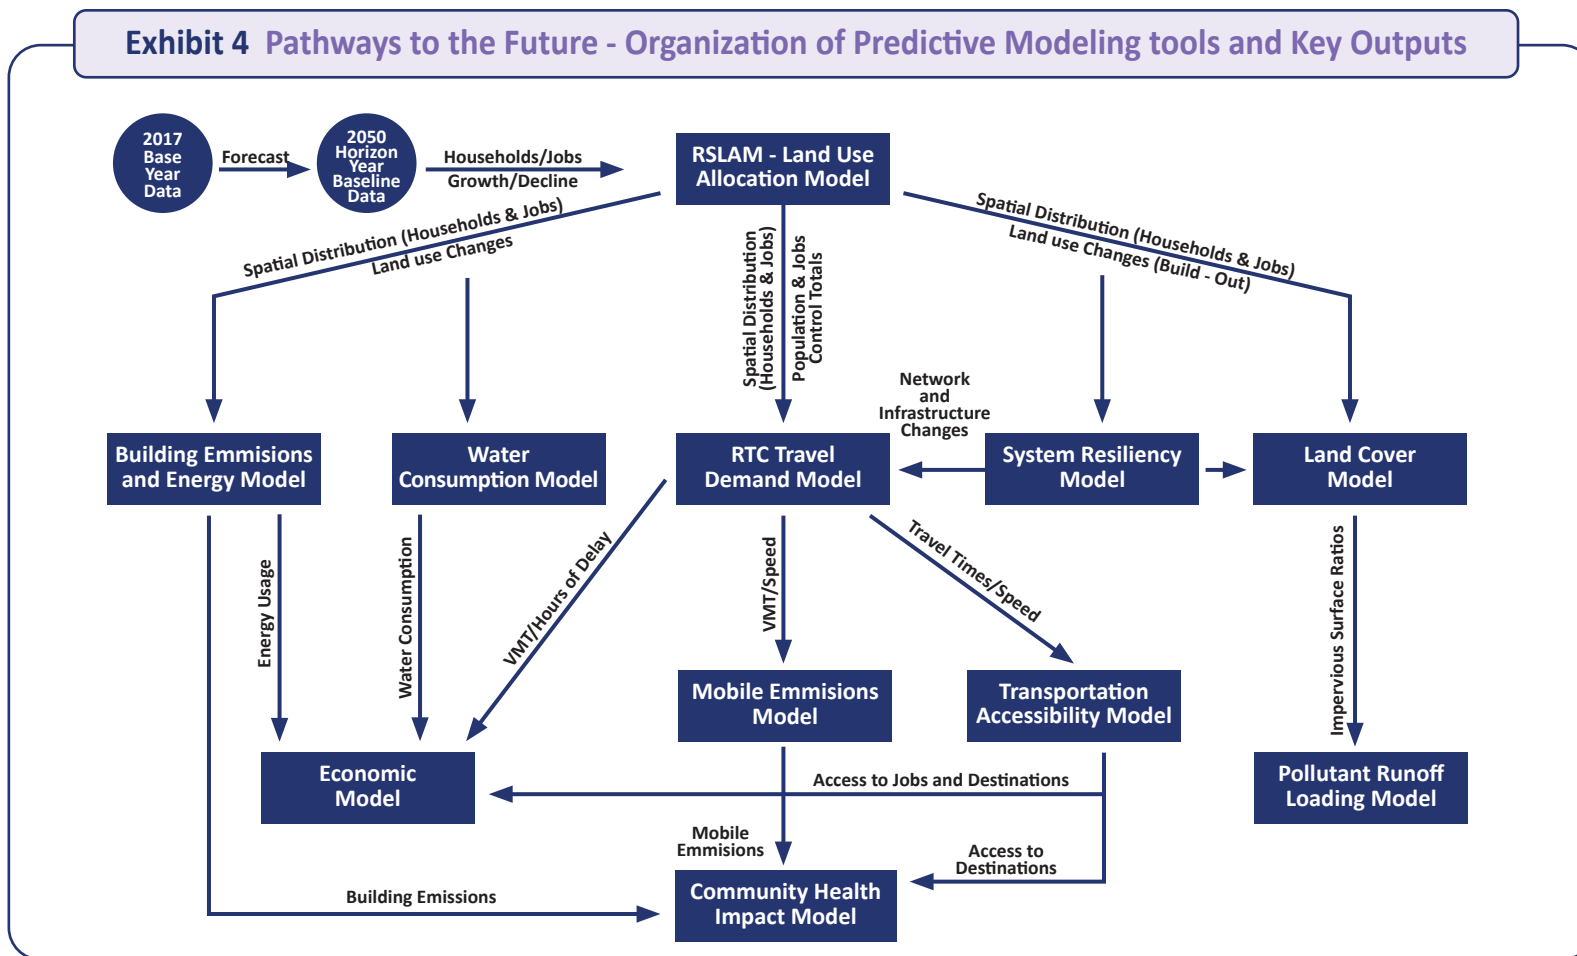 Exhibit 4 Pathways to the Future - Organization of Predictive Modeling tools and Key Outputs
2017
Base
Year
Data
Forecast
2050
Horizon
Year
Baseline
Data
Households/Jobs
Growth/Decline
RSLAM - Land Use
Allocation Model
Spatial Distribution (Households & Jobs)
Land use Changes
Spatial Distribution
(Households & Jobs)
Population & Jobs
Control Totals
Spatial Distribution (Households & Jobs)
Land use Changes (Build - Out)
Network
and
Infrastructure
Changes
Building Emmisions
and Energy Model
Water
Consumption Model
RTC Travel
Demand Model
System Resiliency
Model
Land Cover
Model
Energy Usage
Water Consumption
VMT/Hours of Delay
VMT/Speed
Travel Times/Speed
Impervious Surface Ratios
Mobile Emmisions
Model
Transportation
Accessibility Model
Economic
Model
Access to Jobs and Destinations
Pollutant Runoff
Loading Model
Mobile
Emmisions
Access to
Destinations
Building Emissions
Community Health
Impact Model